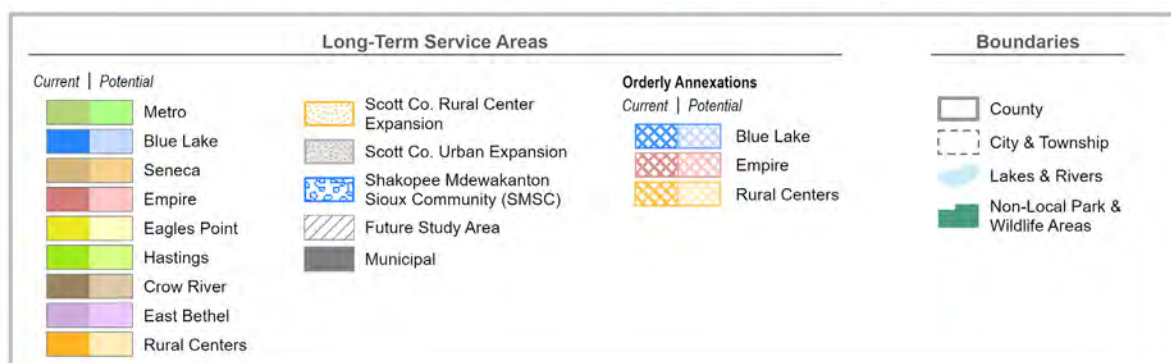 Long-Term Service Areas
Current | Potential
Metro
Blue Lake
Seneca
Empire
Eagles Point
Hastings
Crow River
East Bethel
Rural Centers
Scott Co. Rural Center
Expansion
Scott Co. Urban Expansion
Shakopee Mdewakanton
Sioux Community (SMSC)
Future Study Area
Municipal
Orderly Annexations
Current | Potential
Blue Lake
Empire
Rural Centers
Boundaries
County
City & Township
Lakes & Rivers
Non-Local Park &
Wildlife Areas